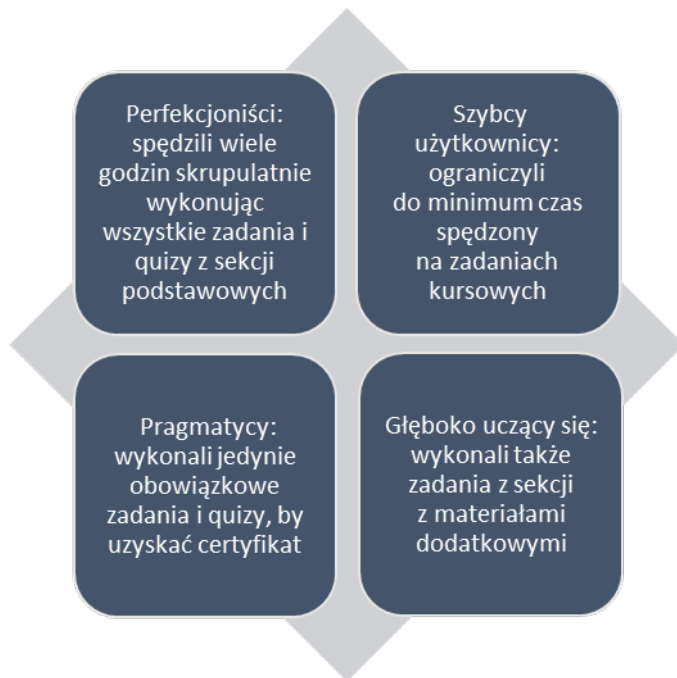 Perfekcjoniści:
spędzili wiele
godzin skrupulatnie
wykonując
wszystkie zadania i
quizy z sekcji
podstawowych
Szybcy
użytkownicy:
ograniczyli
do minimum czas
spędzony
na zadaniach
kursowych
Pragmatycy:
wykonali jedynie
obowiązkowe
zadania i quizy, by
uzyskać certyfikat
Głęboko uczący się:
wykonali także
zadania z sekcji
z materiałami
dodatkowymi